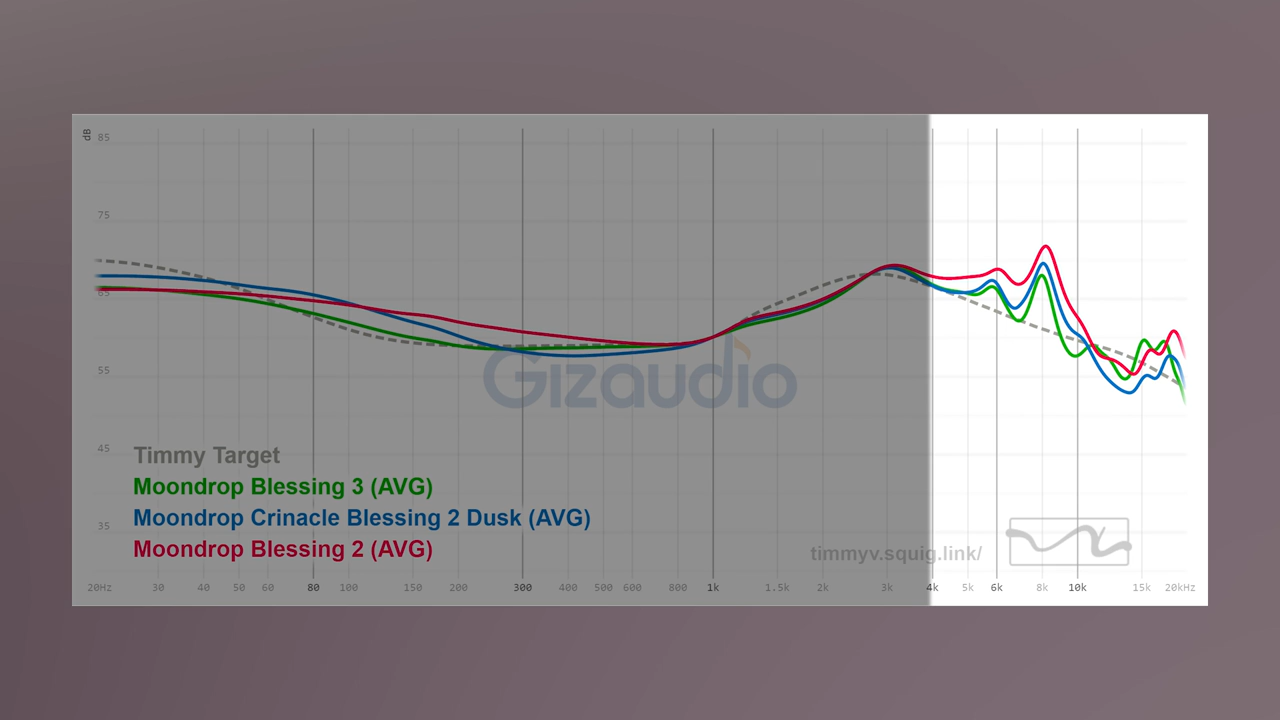 dB
85
75
65
55
45
35
Gizaudio
Timmy Target
Moondrop Blessing 3 (AVG)
Moondrop Crinacle Blessing 2 Dusk (AVG)
Moondrop Blessing 2 (AVG)
timmyv.squig.link/
20Hz 30 40 50 60 80 100 150 200 300 400 500 600 800 1k 1.5k 2k 3k 4k 5k 6k 8k 10k 15k 20kHz